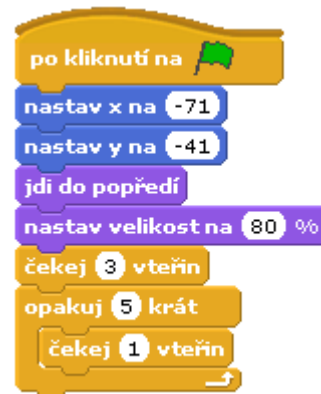 po kliknutí na
nastav x na -71
nastav y na -41
jdi do popředí
nastav velikost na 80 %
čekej 3 vteřin
opakuj 5 krát
čekej 1 vteřin